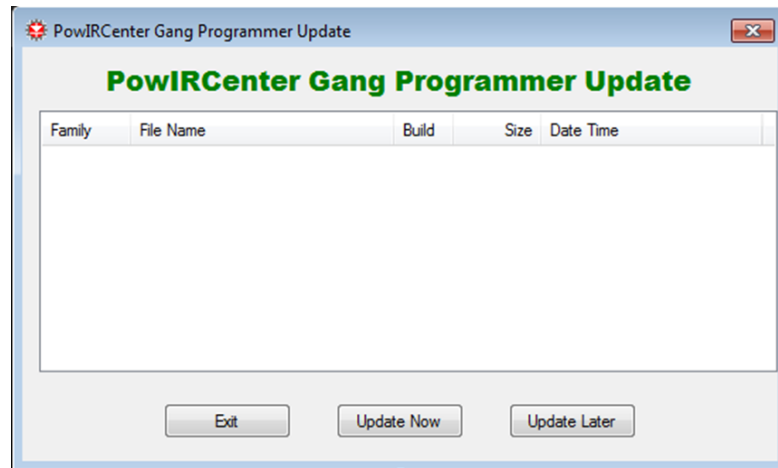 PowIRCenter Gang Programmer Update
PowIRCenter Gang Programmer Update
Family File Name Build Size Date Time
Exit Update Now Update Later